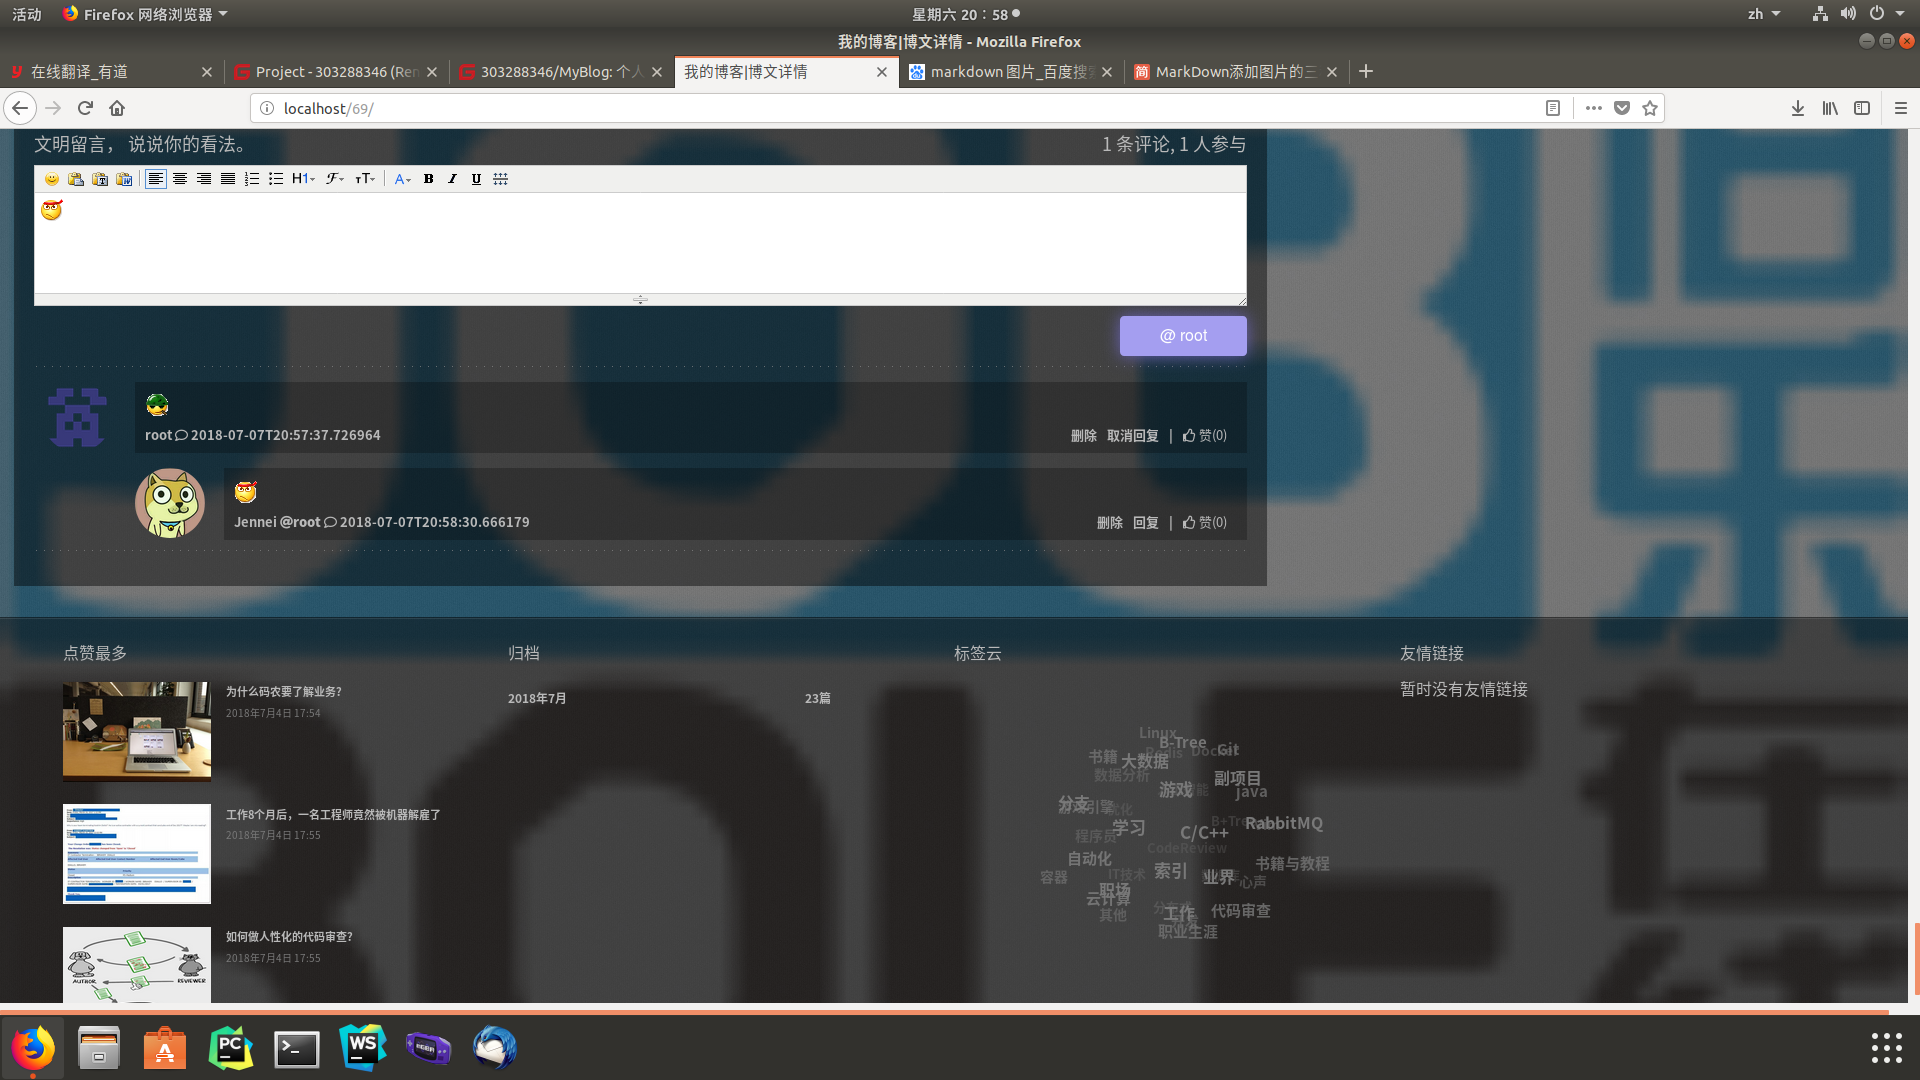 活动 Firefox 网络浏览器 星期六 20：58 zh
我的博客|博文详情 - Mozilla Firefox
在线翻译_有道 Project - 303288346 (Ren 303288346/MyBlog: 个人 我的博客|博文详情 markdown 图片_百度搜索 MarkDown添加图片的三
localhost/69/
文明留言， 说说你的看法。 1 条评论, 1 人参与
H1 F TT A B I U
@ root
root 2018-07-07T20:57:37.726964 删除 取消回复 | 赞(0)
Jennei @root 2018-07-07T20:58:30.666179 删除 回复 | 赞(0)
点赞最多 归档 标签云 友情链接
为什么码农要了解业务?
2018年7月4日 17:54
2018年7月 23篇
暂时没有友情链接
工作8个月后，一名工程师竟然被机器解雇了
2018年7月4日 17:55
如何做人性化的代码审查?
2018年7月4日 17:55
AUTHOR REVIEWER
Linux
B-Tree Git
Redis Docker
书籍 大数据
数据分析 副项目
游戏 java
分支 游戏引擎 优化
B+Tree RabbitMQ
学习 C/C++
程序员
CodeReview
自动化 书籍与教程
容器 IT技术 索引 业界 心声
职场
云计算
其他 工作 代码审查
职业生涯
PC WS